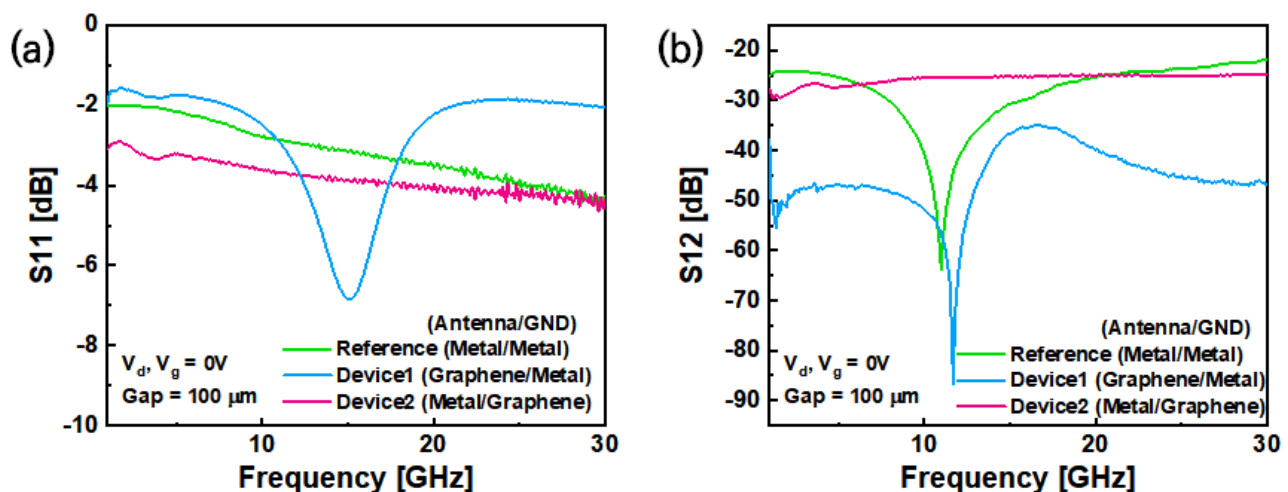 (a)
0
-2
-4
-6
-8
-10
S11 [dB]
10
20
30
Frequency [GHz]
(Antenna/GND)
Reference (Metal/Metal)
Device1 (Graphene/Metal)
Device2 (Metal/Graphene)
Vd, Vg = 0V
Gap = 100 µm
(b)
-20
-30
-40
-50
-60
-70
-80
-90
S12 [dB]
10
20
30
Frequency [GHz]
(Antenna/GND)
Reference (Metal/Metal)
Device1 (Graphene/Metal)
Device2 (Metal/Graphene)
Vd, Vg = 0V
Gap = 100 µm